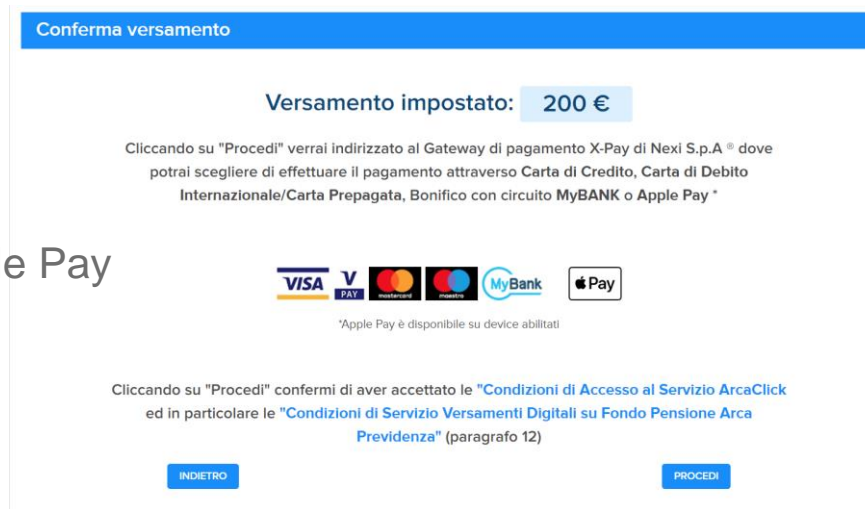 Conferma versamento
Versamento impostato: 200 €
Cliccando su "Procedi" verrai indirizzato al Gateway di pagamento X-Pay di Nexi S.p.A ® dove
potrai scegliere di effettuare il pagamento attraverso Carta di Credito, Carta di Debito
Internazionale/Carta Prepagata, Bonifico con circuito MyBANK o Apple Pay *
e Pay
VISA V PAY mastercard maestro MyBank Pay
*Apple Pay è disponibile su device abilitati
Cliccando su "Procedi" confermi di aver accettato le "Condizioni di Accesso al Servizio ArcaClick
ed in particolare le "Condizioni di Servizio Versamenti Digitali su Fondo Pensione Arca
Previdenza" (paragrafo 12)
INDIETRO PROCEDI